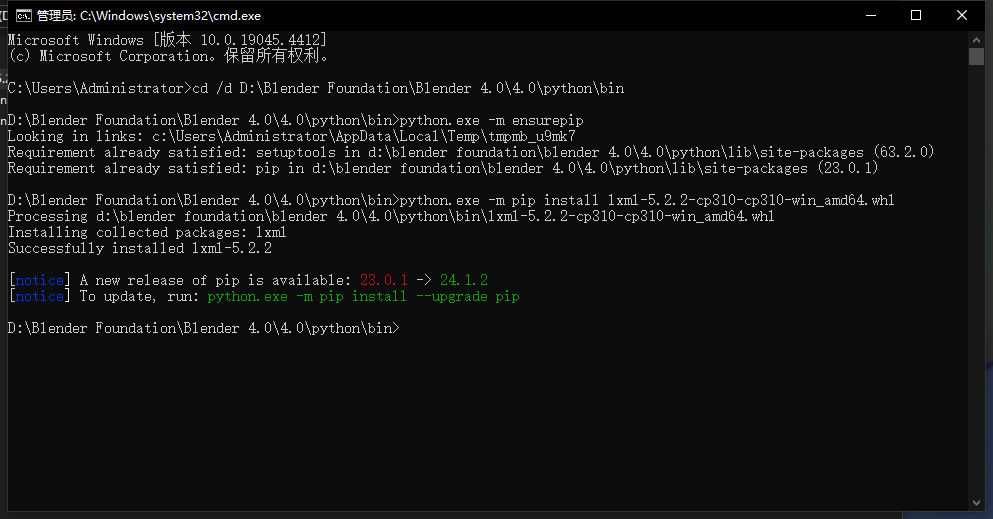 管理员: C:\Windows\system32\cmd.exe
Microsoft Windows [版本 10.0.19045.4412]
(c) Microsoft Corporation。保留所有权利。
C:\Users\Administrator>cd /d D:\Blender Foundation\Blender 4.0\4.0\python\bin
D:\Blender Foundation\Blender 4.0\4.0\python\bin>python.exe -m ensurepip
Looking in links: c:\Users\Administrator\AppData\Local\Temp\tmpmb_u9mk7
Requirement already satisfied: setuptools in d:\blender foundation\blender 4.0\4.0\python\lib\site-packages (63.2.0)
Requirement already satisfied: pip in d:\blender foundation\blender 4.0\4.0\python\lib\site-packages (23.0.1)
D:\Blender Foundation\Blender 4.0\4.0\python\bin>python.exe -m pip install lxml-5.2.2-cp310-cp310-win_amd64.whl
Processing d:\blender foundation\blender 4.0\4.0\python\bin\lxml-5.2.2-cp310-cp310-win_amd64.whl
Installing collected packages: lxml
Successfully installed lxml-5.2.2
[notice] A new release of pip is available: 23.0.1 -> 24.1.2
[notice] To update, run: python.exe -m pip install --upgrade pip
D:\Blender Foundation\Blender 4.0\4.0\python\bin>